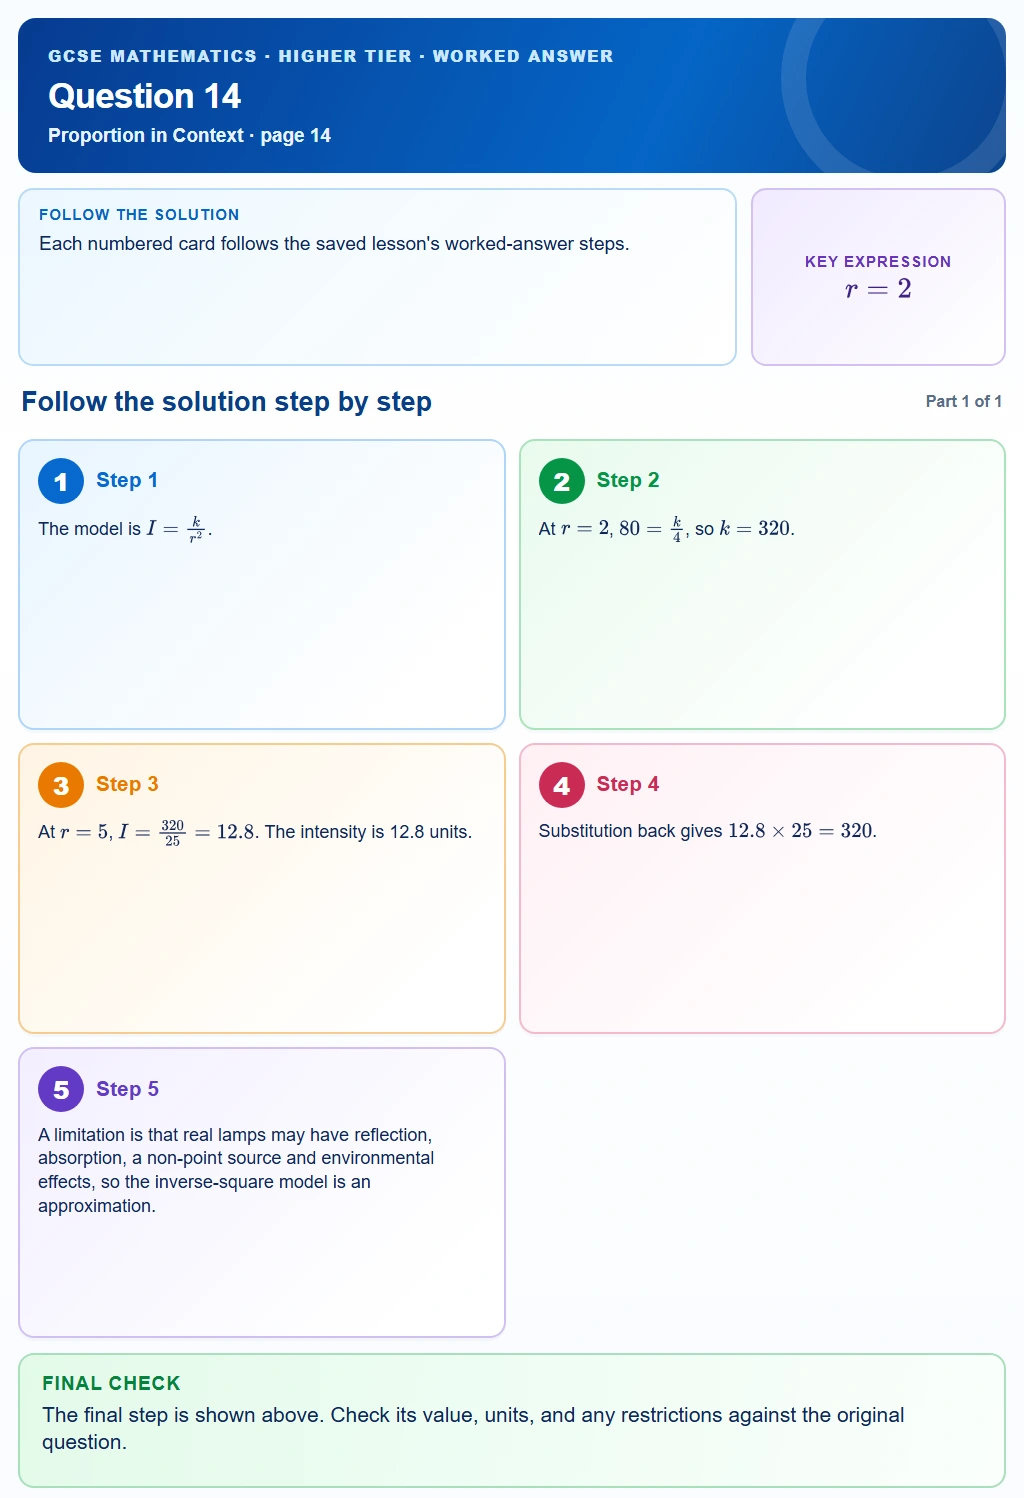 GCSE MATHEMATICS · HIGHER TIER · WORKED ANSWER
Question 14
Proportion in Context · page 14
FOLLOW THE SOLUTION
Each numbered card follows the saved lesson's worked-answer steps.
KEY EXPRESSION
r = 2
Follow the solution step by step
Part 1 of 1
1 Step 1
The model is I = k/r².
2 Step 2
At r = 2, 80 = k/4, so k = 320.
3 Step 3
At r = 5, I = 320/25 = 12.8. The intensity is 12.8 units.
4 Step 4
Substitution back gives 12.8 × 25 = 320.
5 Step 5
A limitation is that real lamps may have reflection,
absorption, a non-point source and environmental
effects, so the inverse-square model is an
approximation.
FINAL CHECK
The final step is shown above. Check its value, units, and any restrictions against the original
question.